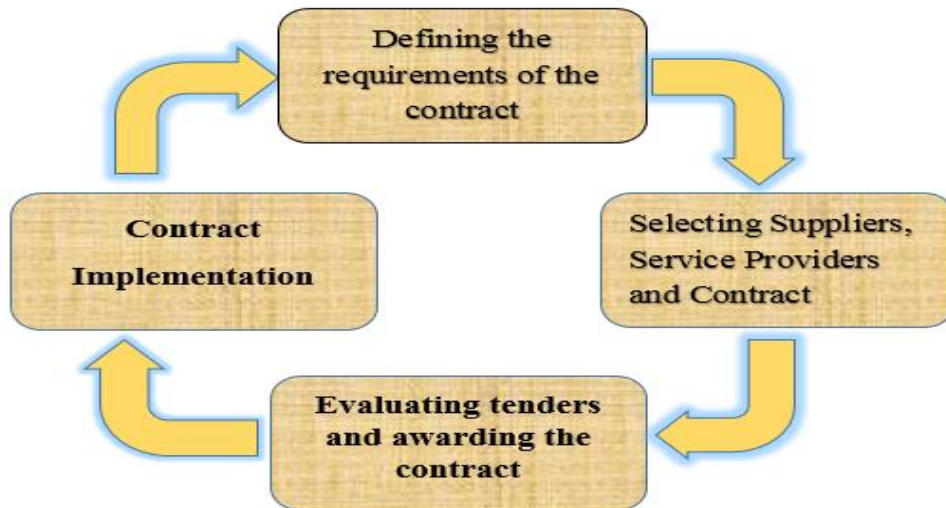 Defining the
requirements of the
contract
Selecting Suppliers,
Service Providers
and Contract
Evaluating tenders
and awarding the
contract
Contract
Implementation